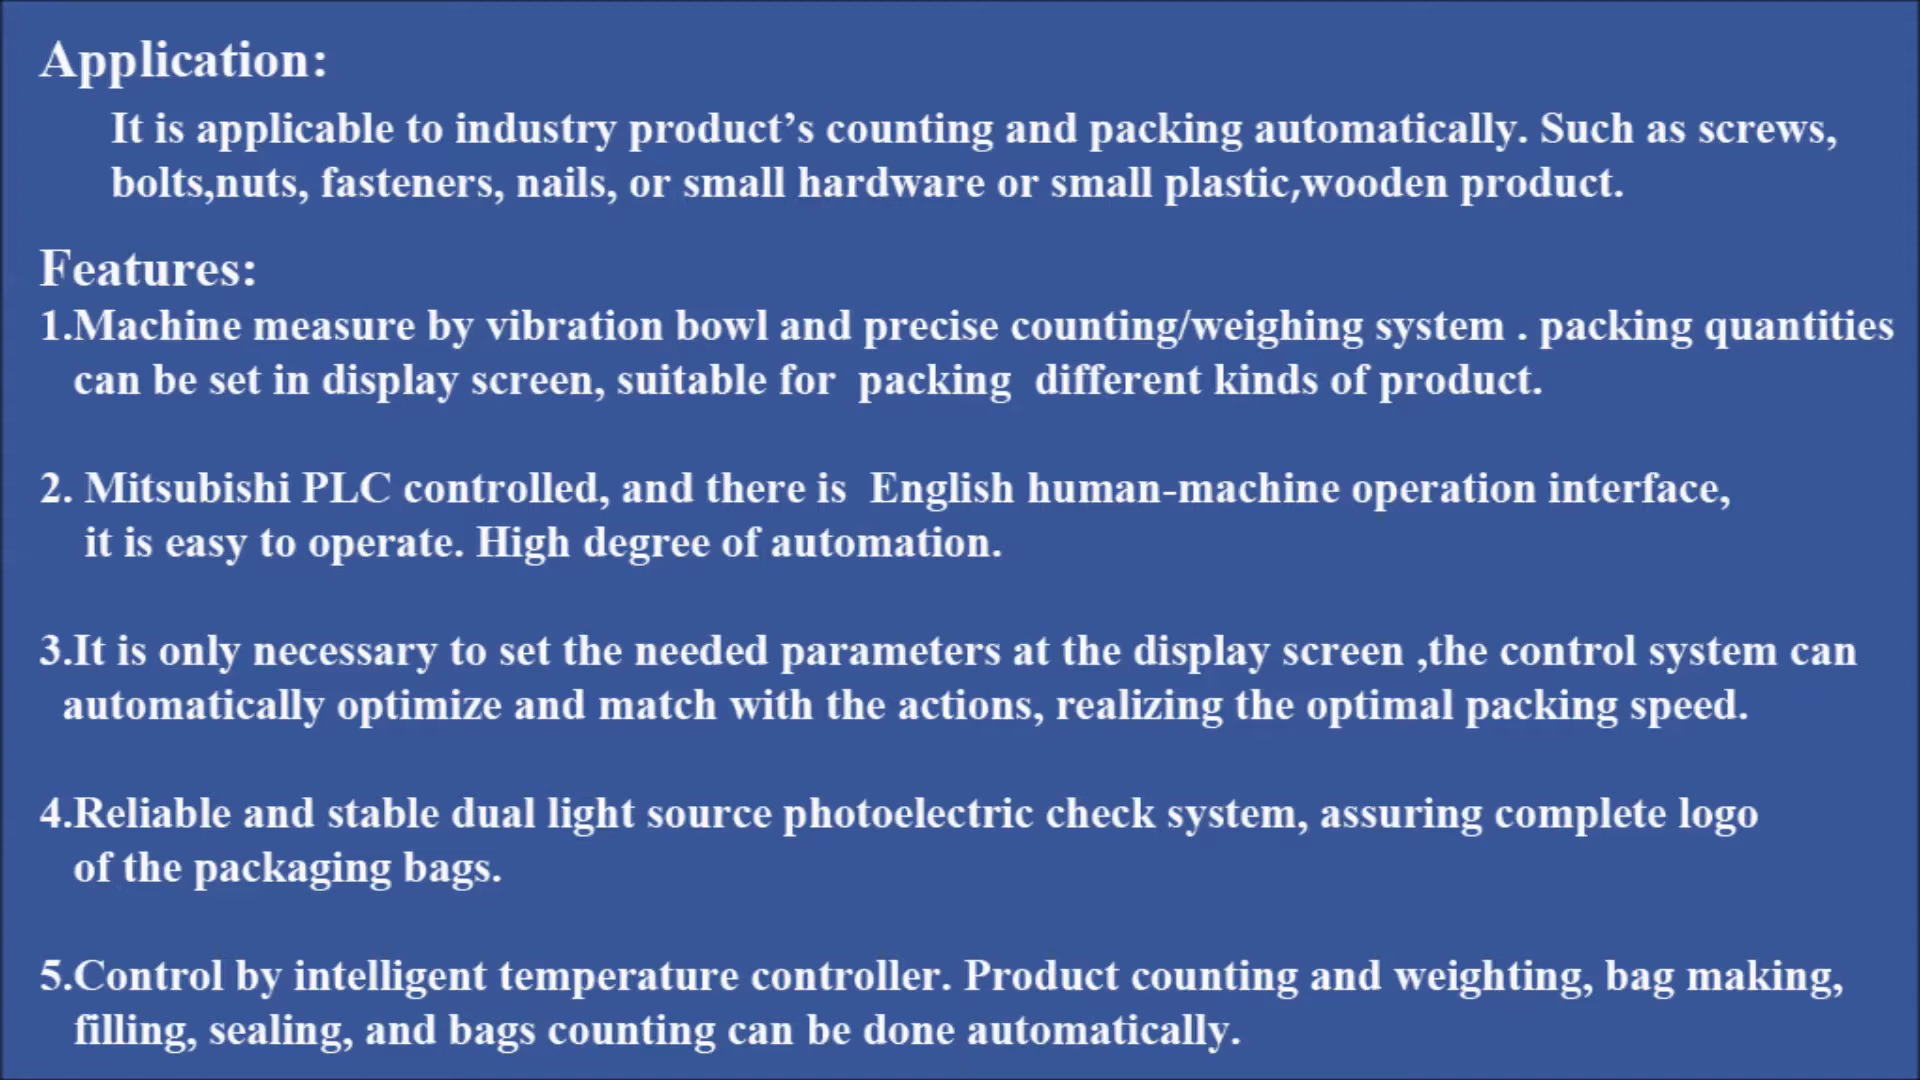 Application:
It is applicable to industry product’s counting and packing automatically. Such as screws,
bolts,nuts, fasteners, nails, or small hardware or small plastic,wooden product.
Features:
1.Machine measure by vibration bowl and precise counting/weighing system . packing quantities
can be set in display screen, suitable for packing different kinds of product.
2. Mitsubishi PLC controlled, and there is English human-machine operation interface,
it is easy to operate. High degree of automation.
3.It is only necessary to set the needed parameters at the display screen ,the control system can
automatically optimize and match with the actions, realizing the optimal packing speed.
4.Reliable and stable dual light source photoelectric check system, assuring complete logo
of the packaging bags.
5.Control by intelligent temperature controller. Product counting and weighting, bag making,
filling, sealing, and bags counting can be done automatically.